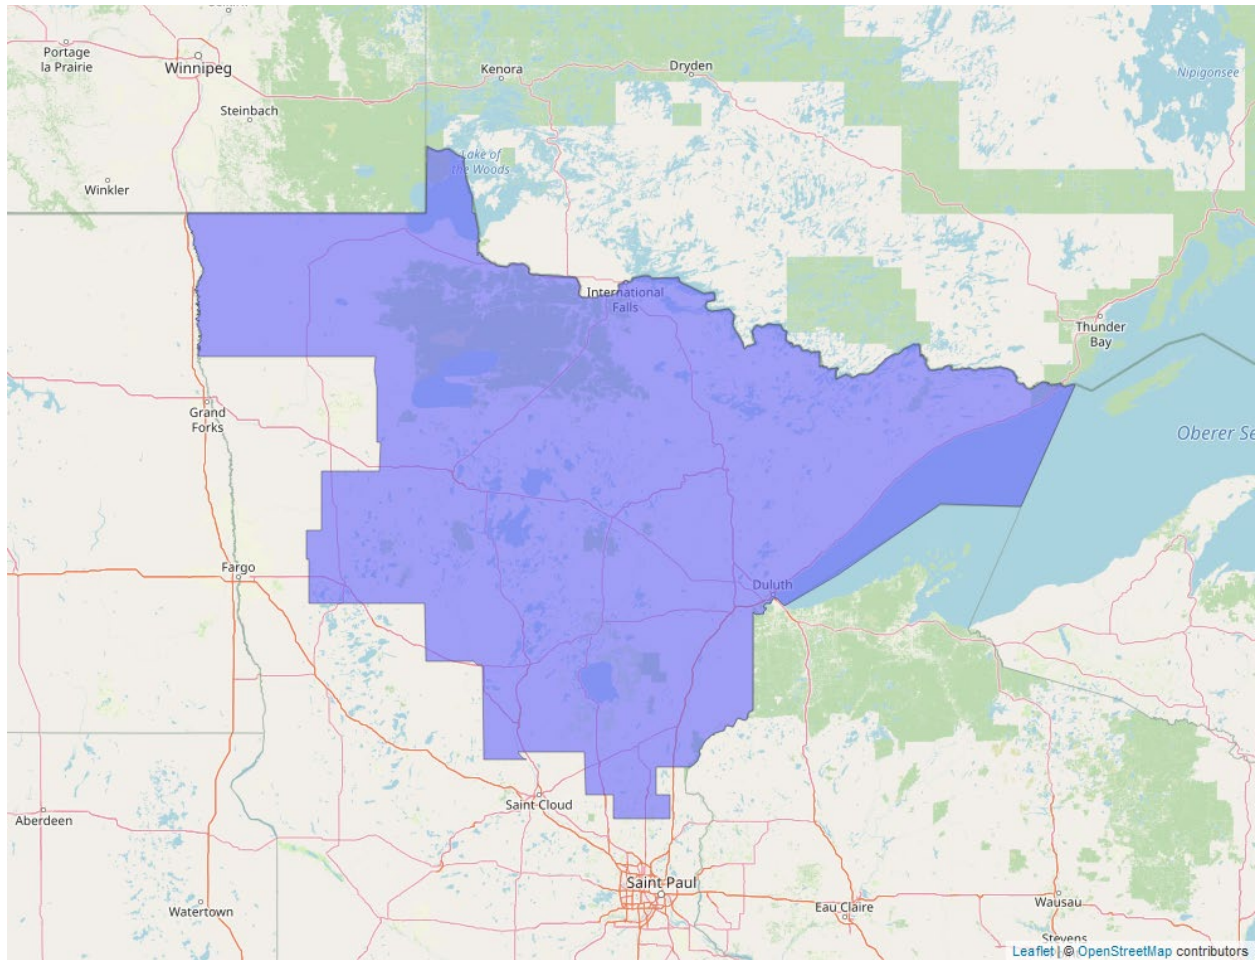 Portage
la Prairie
Winnipeg
Kenora
Dryden
Nipigonsee
Steinbach
Lake of
the Woods
Winkler
International
Falls
Thunder
Bay
Grand
Forks
Oberer Se
Fargo
Duluth
Saint Cloud
Aberdeen
Saint Paul
Watertown
Eau Claire
Wausau
Stevens
Leaflet | © OpenStreetMap contributors